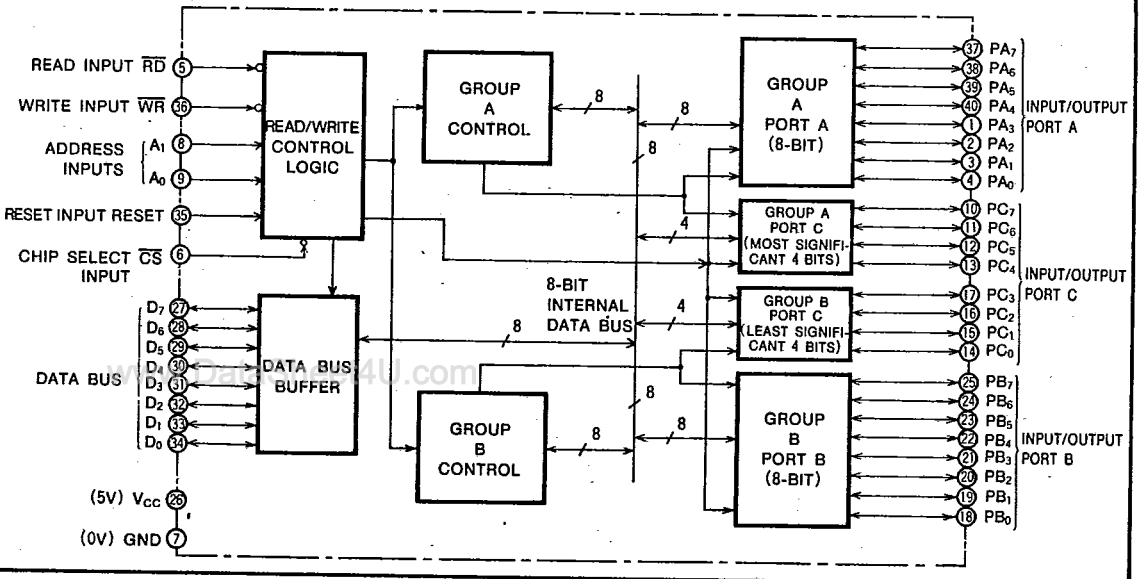 READ INPUT RD 5
WRITE INPUT WR 36
ADDRESS INPUTS
A1 8
A0 9
RESET INPUT RESET 35
CHIP SELECT CS 6
INPUT
DATA BUS
D7 27
D6 28
D5 29
D4 30
D3 31
D2 32
D1 33
D0 34
(5V) VCC 26
(0V) GND 7
READ/WRITE
CONTROL
LOGIC
DATA BUS
BUFFER
GROUP
A
CONTROL
GROUP
B
CONTROL
8
8
8
8
4
8-BIT
INTERNAL
DATA BUS
8
4
8
8
8
GROUP
A
PORT A
(8-BIT)
GROUP A
PORT C
(MOST SIGNIFI-
CANT 4 BITS)
GROUP B
PORT C
(LEAST SIGNIFI-
CANT 4 BITS)
GROUP
B
PORT B
(8-BIT)
37 PA7
38 PA6
39 PA5
40 PA4
1 PA3
2 PA2
3 PA1
4 PA0
INPUT/OUTPUT
PORT A
10 PC7
11 PC6
12 PC5
13 PC4
17 PC3
16 PC2
15 PC1
14 PC0
INPUT/OUTPUT
PORT C
25 PB7
24 PB6
23 PB5
22 PB4
21 PB3
20 PB2
19 PB1
18 PB0
INPUT/OUTPUT
PORT B
www.DataSheet4U.com